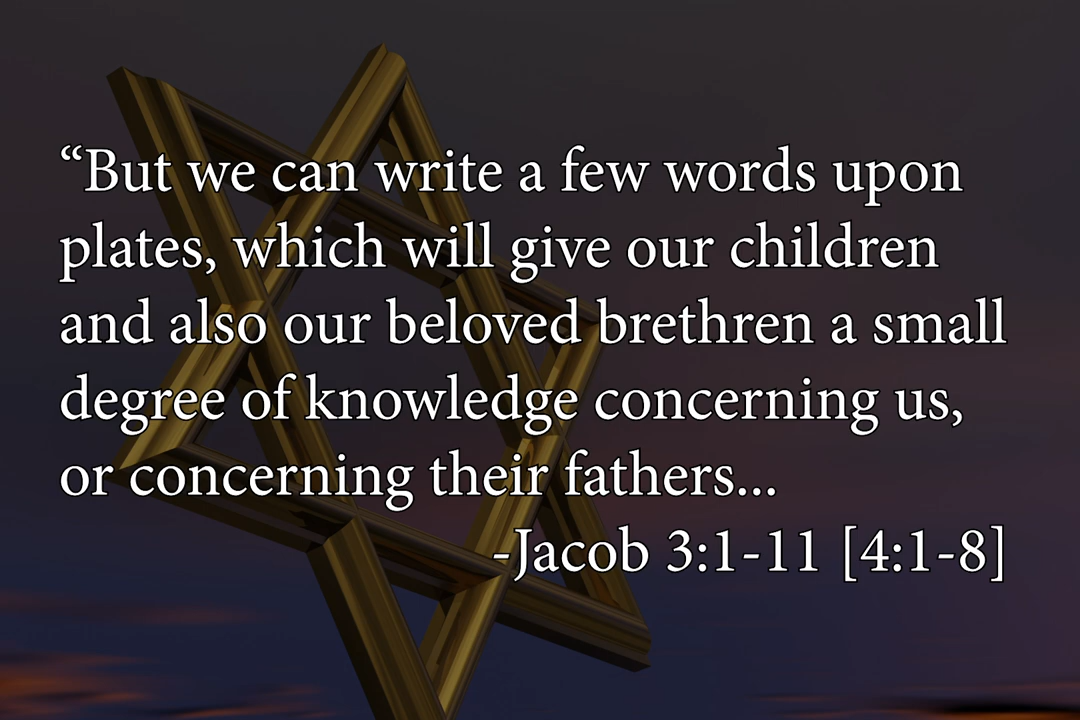 “But we can write a few words upon
plates, which will give our children
and also our beloved brethren a small
degree of knowledge concerning us,
or concerning their fathers...
-Jacob 3:1-11 [4:1-8]